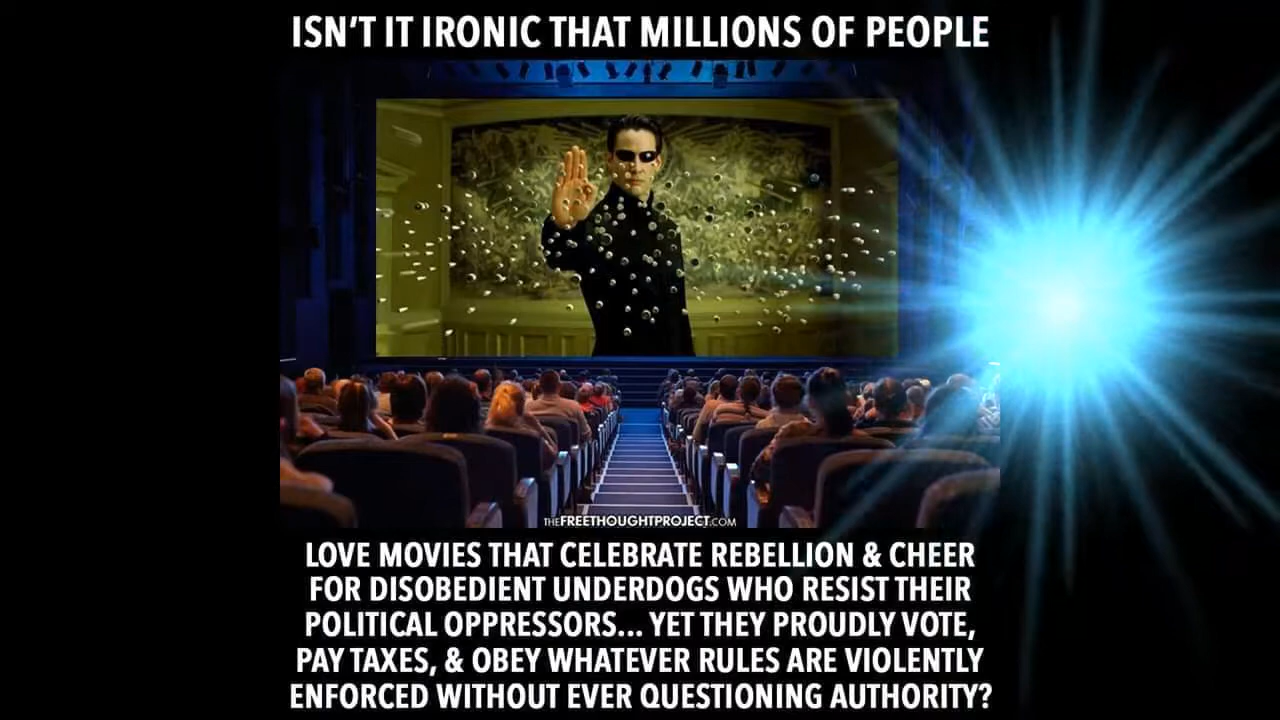 ISN'T IT IRONIC THAT MILLIONS OF PEOPLE
THEFREETHOUGHTPROJECT.COM
LOVE MOVIES THAT CELEBRATE REBELLION & CHEER
FOR DISOBEDIENT UNDERDOGS WHO RESIST THEIR
POLITICAL OPPRESSORS... YET THEY PROUDLY VOTE,
PAY TAXES, & OBEY WHATEVER RULES ARE VIOLENTLY
ENFORCED WITHOUT EVER QUESTIONING AUTHORITY?